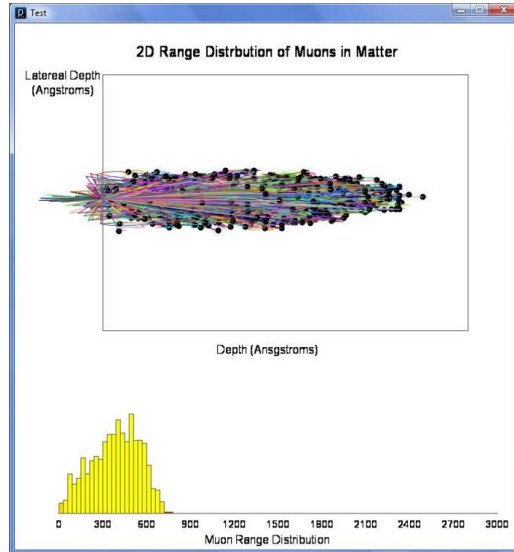 Test
2D Range Distrbution of Muons in Matter
Latereal Depth
(Angstroms)
Depth (Ansgstroms)
0 300 600 900 1200 1500 1800 2100 2400 2700 3000
Muon Range Distribution